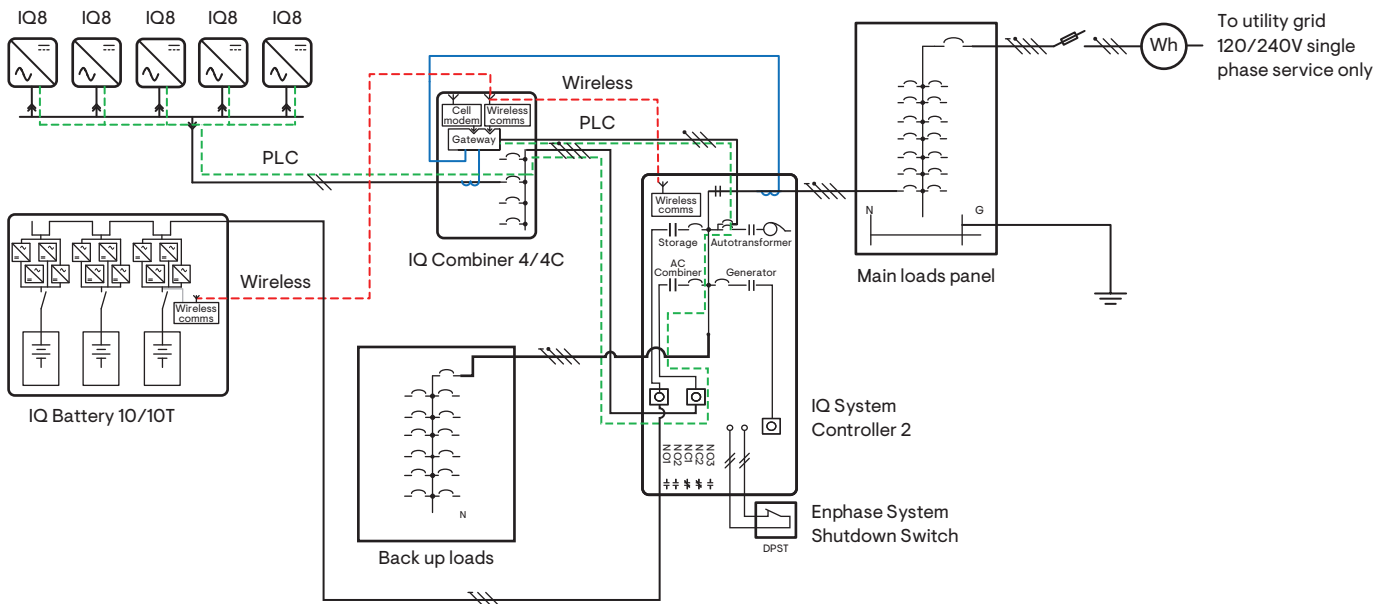 IQ8
IQ8
IQ8
IQ8
IQ8
PLC
Wireless
PLC
Cell
modem
Wireless
comms
Gateway
IQ Combiner 4/4C
Wh
To utility grid
120/240V single
phase service only
N
G
Main loads panel
Wireless
comms
Storage
Autotransformer
AC
Combiner
Generator
NO1
NO2
NC1
NC2
NO3
IQ System
Controller 2
Wireless
Wireless
comms
IQ Battery 10/10T
N
Back up loads
DPST
Enphase System
Shutdown Switch